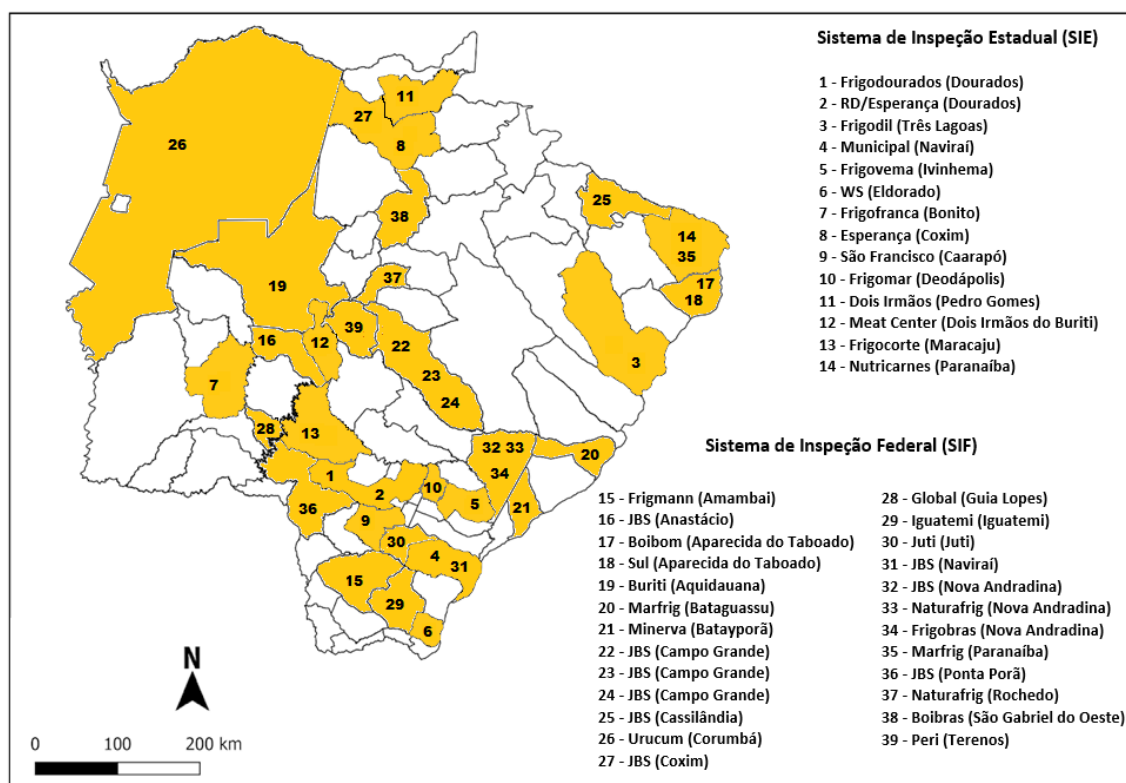 Sistema de Inspeção Estadual (SIE)
1 - Frigodourados (Dourados)
2 - RD/Esperança (Dourados)
3 - Frigodil (Três Lagoas)
4 - Municipal (Naviraí)
5 - Frigovema (Ivinhema)
6 - WS (Eldorado)
7 - Frigofranca (Bonito)
8 - Esperança (Coxim)
9 - São Francisco (Caarapó)
10 - Frigomar (Deodápolis)
11 - Dois Irmãos (Pedro Gomes)
12 - Meat Center (Dois Irmãos do Buriti)
13 - Frigocorte (Maracaju)
14 - Nutricarnes (Paranaíba)
Sistema de Inspeção Federal (SIF)
15 - Frigmann (Amambai)
16 - JBS (Anastácio)
17 - Boibom (Aparecida do Taboado)
18 - Sul (Aparecida do Taboado)
19 - Buriti (Aquidauana)
20 - Marfrig (Bataguassu)
21 - Minerva (Batayporã)
22 - JBS (Campo Grande)
23 - JBS (Campo Grande)
24 - JBS (Campo Grande)
25 - JBS (Cassilândia)
26 - Urucum (Corumbá)
27 - JBS (Coxim)
28 - Global (Guia Lopes)
29 - Iguatemi (Iguatemi)
30 - Juti (Juti)
31 - JBS (Naviraí)
32 - JBS (Nova Andradina)
33 - Naturafrig (Nova Andradina)
34 - Frigobras (Nova Andradina)
35 - Marfrig (Paranaíba)
36 - JBS (Ponta Porã)
37 - Naturafrig (Rochedo)
38 - Boibras (São Gabriel do Oeste)
39 - Peri (Terenos)
11
27
8
26
25
38
14
35
37
17
18
19
39
16
12
22
3
7
23
24
28
13
32 33
20
34
1
10
2
5
21
36
9
30
4
31
15
29
6
N
0 100 200 km